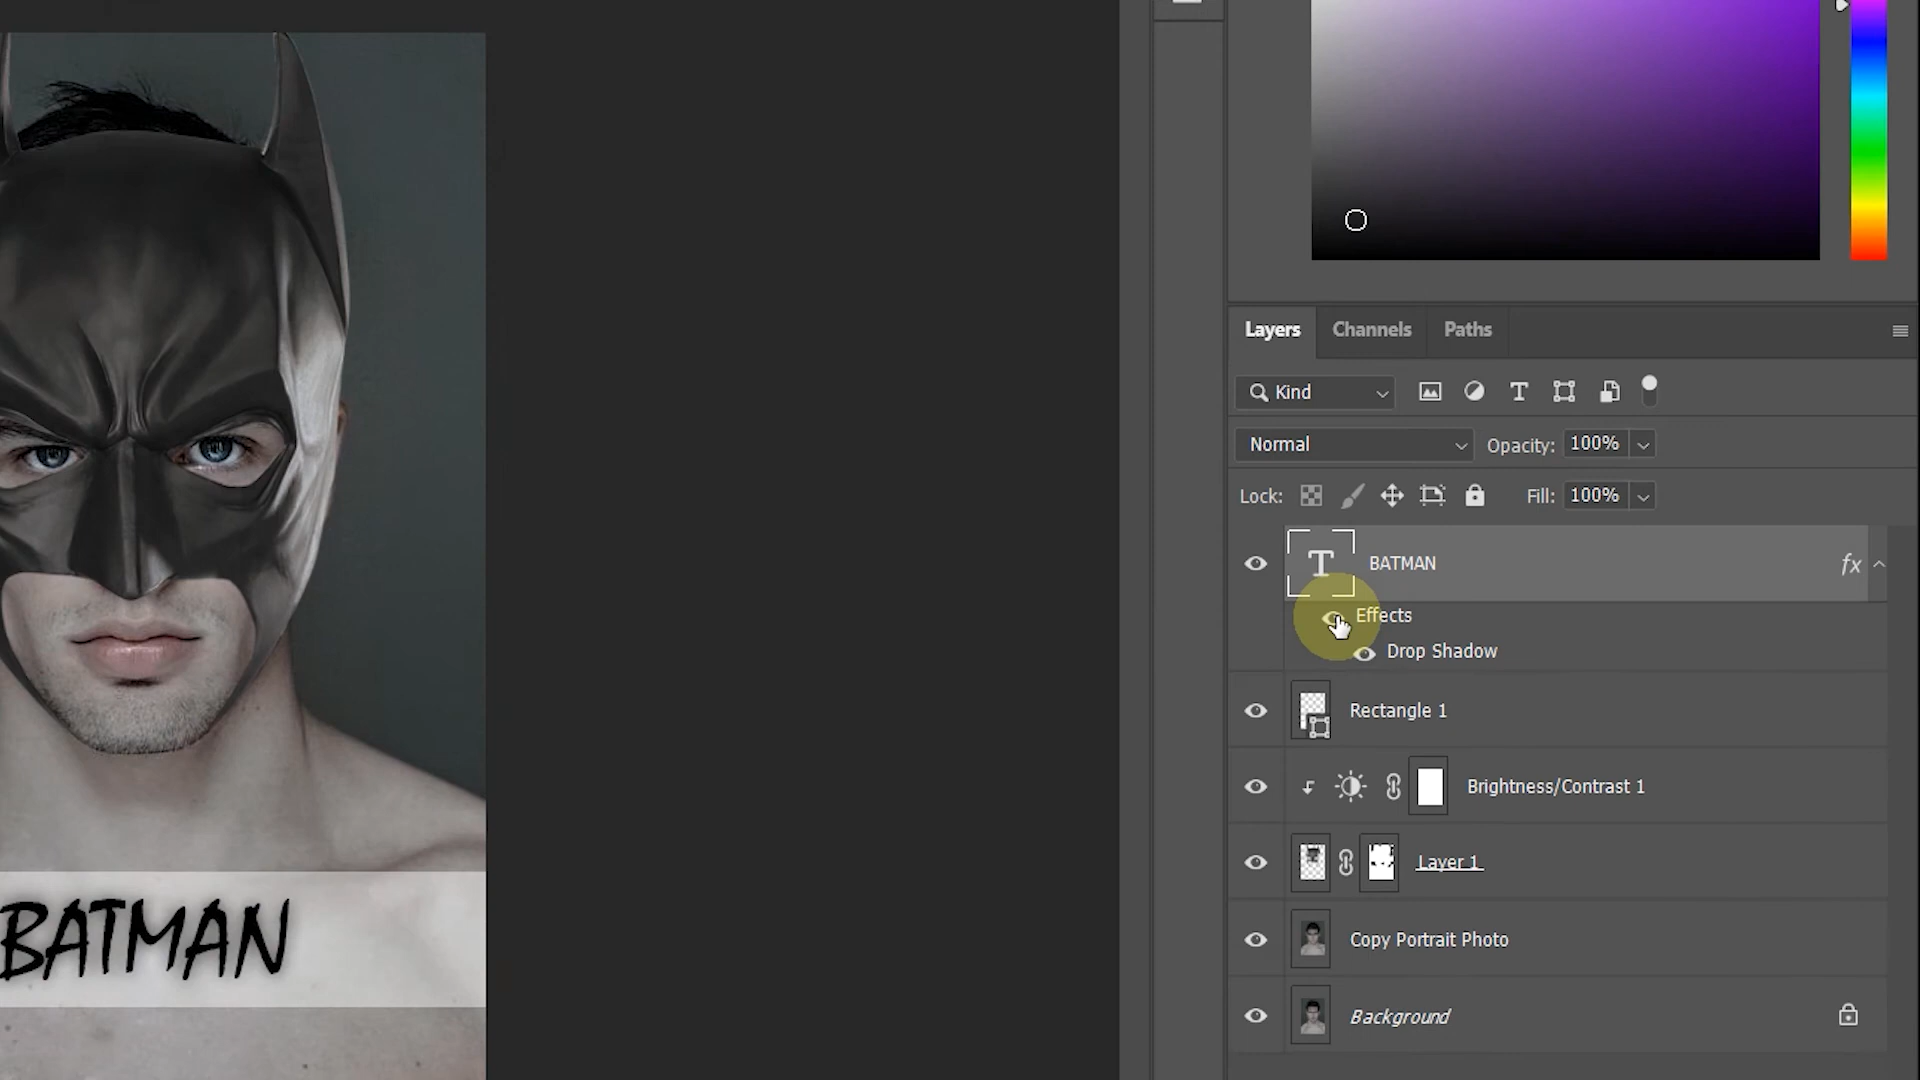 Layers Channels Paths
Kind T
Normal Opacity: 100%
Lock: Fill: 100%
T BATMAN fx
Effects
Drop Shadow
Rectangle 1
Brightness/Contrast 1
Layer 1
Copy Portrait Photo
Background
BATMAN